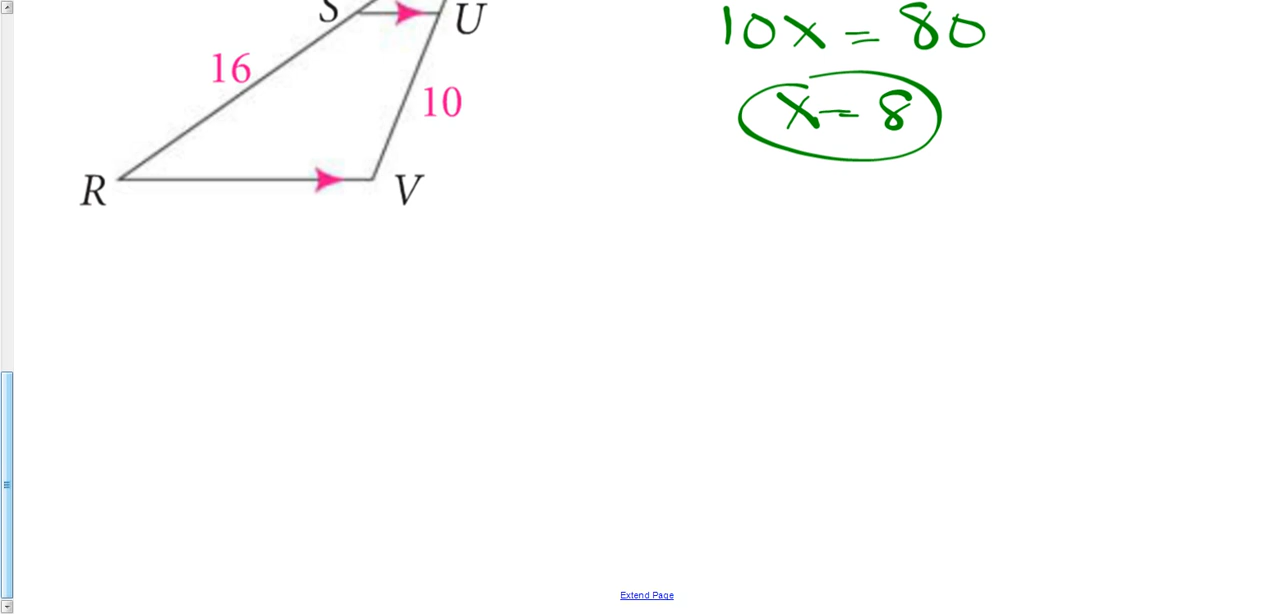 S
U
10x = 80
16
x = 8
10
R
V
Extend Page